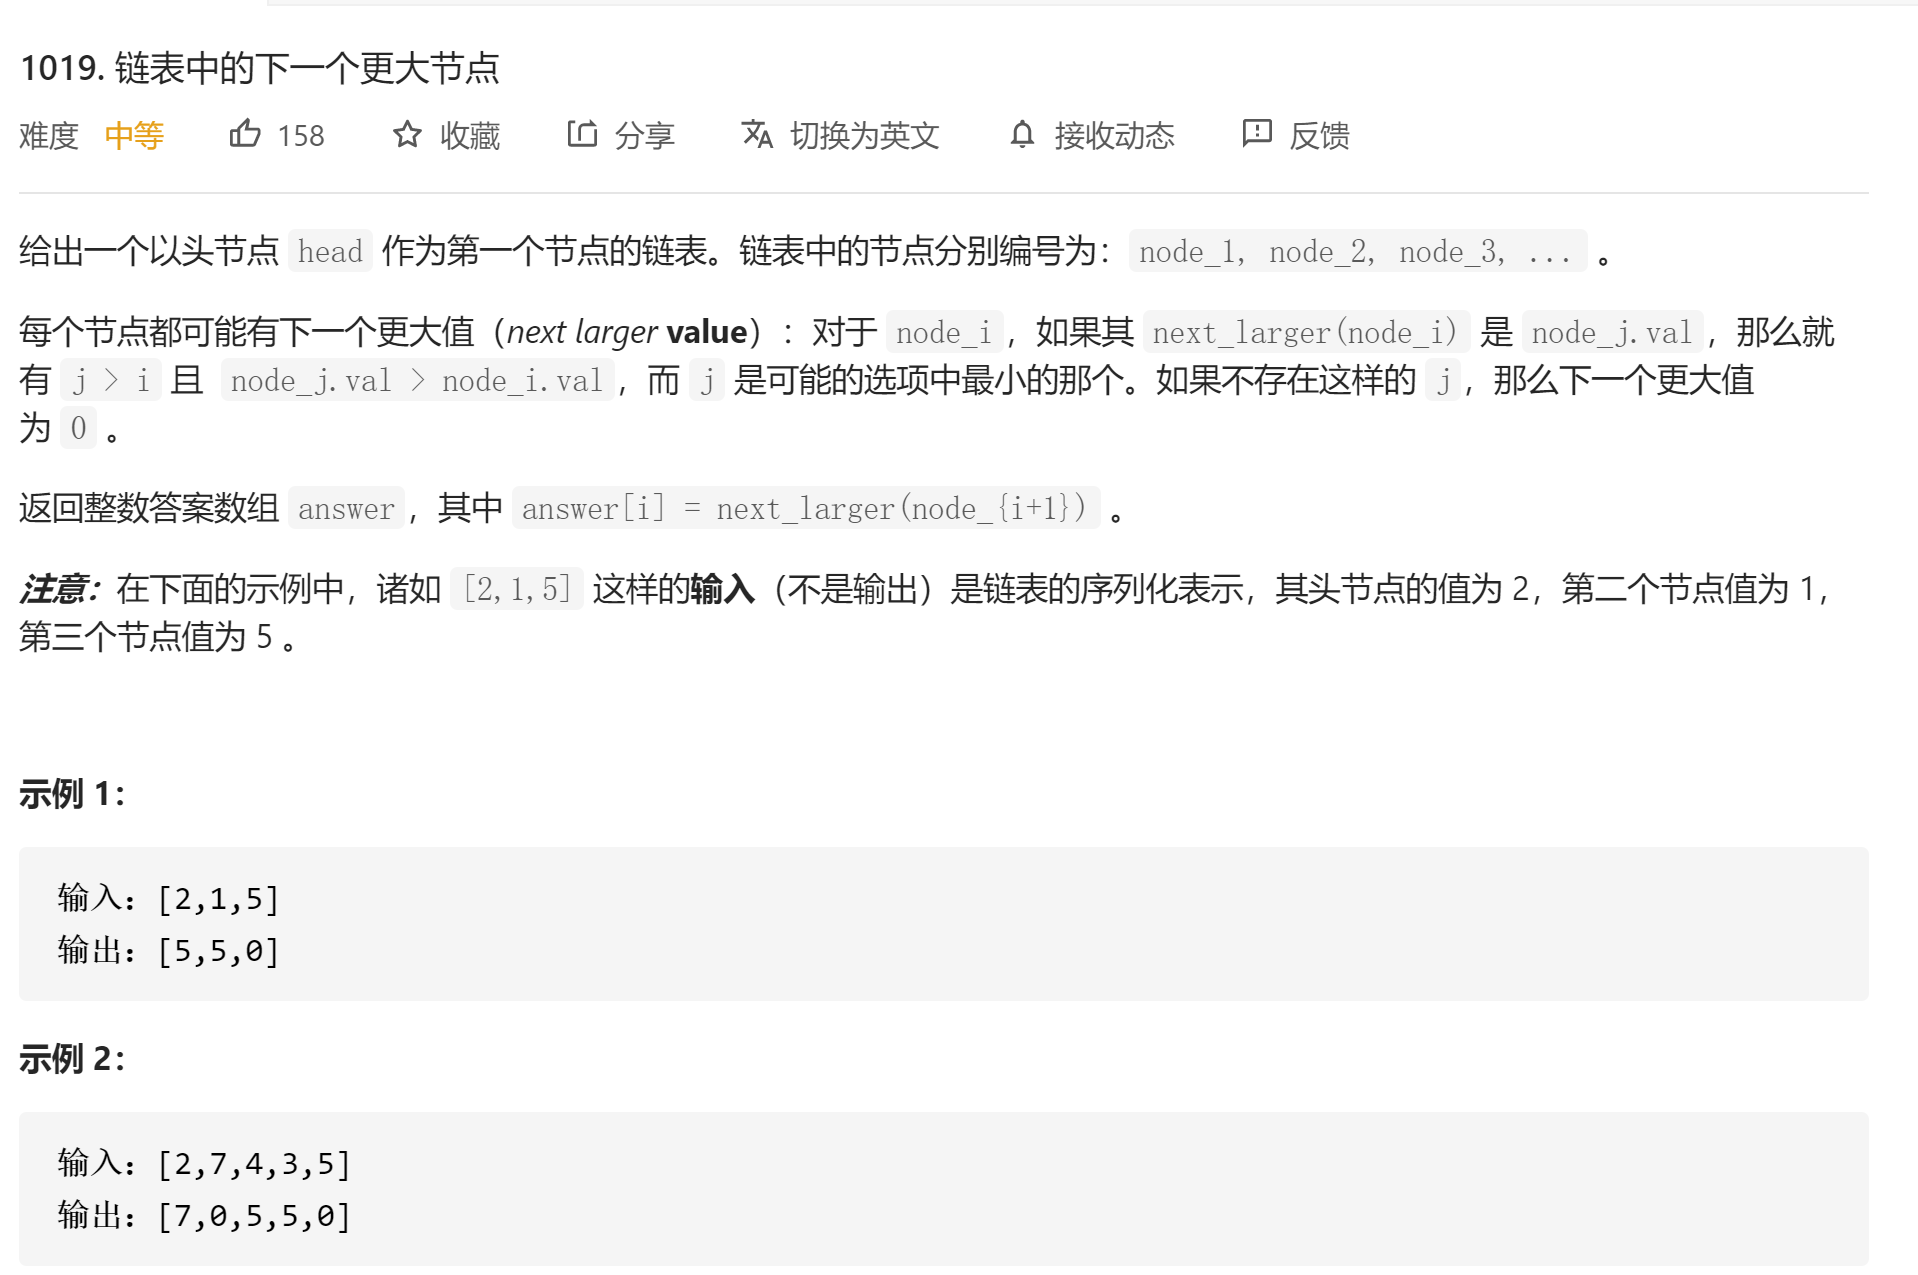 1019. 链表中的下一个更大节点
难度 中等 158 收藏 分享 切换为英文 接收动态 反馈
给出一个以头节点 head 作为第一个节点的链表。链表中的节点分别编号为：node_1, node_2, node_3, ... 。
每个节点都可能有下一个更大值（next larger value）：对于 node_i，如果其 next_larger(node_i) 是 node_j.val，那么就
有 j > i 且 node_j.val > node_i.val，而 j 是可能的选项中最小的那个。如果不存在这样的 j，那么下一个更大值
为 0 。
返回整数答案数组 answer，其中 answer[i] = next_larger(node_{i+1}) 。
注意：在下面的示例中，诸如 [2,1,5] 这样的输入（不是输出）是链表的序列化表示，其头节点的值为 2，第二个节点值为 1，
第三个节点值为 5 。
示例 1：
输入：[2,1,5]
输出：[5,5,0]
示例 2：
输入：[2,7,4,3,5]
输出：[7,0,5,5,0]